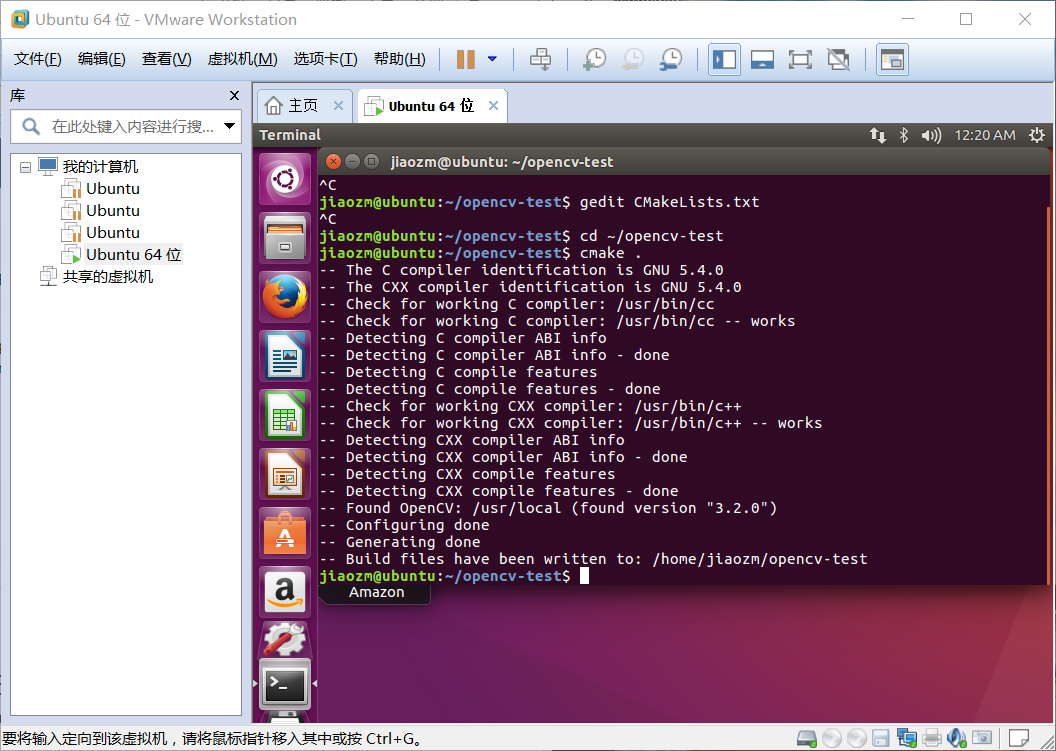 Ubuntu 64 位 - VMware Workstation
文件(F) 编辑(E) 查看(V) 虚拟机(M) 选项卡(T) 帮助(H)
库
在此处键入内容进行搜...
我的计算机
Ubuntu
Ubuntu
Ubuntu
Ubuntu 64 位
共享的虚拟机
主页
Ubuntu 64 位
Terminal
12:20 AM
jiaozm@ubuntu: ~/opencv-test
^C
jiaozm@ubuntu:~/opencv-test$ gedit CMakeLists.txt
^C
jiaozm@ubuntu:~/opencv-test$ cd ~/opencv-test
jiaozm@ubuntu:~/opencv-test$ cmake .
-- The C compiler identification is GNU 5.4.0
-- The CXX compiler identification is GNU 5.4.0
-- Check for working C compiler: /usr/bin/cc
-- Check for working C compiler: /usr/bin/cc -- works
-- Detecting C compiler ABI info
-- Detecting C compiler ABI info - done
-- Detecting C compile features
-- Detecting C compile features - done
-- Check for working CXX compiler: /usr/bin/c++
-- Check for working CXX compiler: /usr/bin/c++ -- works
-- Detecting CXX compiler ABI info
-- Detecting CXX compiler ABI info - done
-- Detecting CXX compile features
-- Detecting CXX compile features - done
-- Found OpenCV: /usr/local (found version "3.2.0")
-- Configuring done
-- Generating done
-- Build files have been written to: /home/jiaozm/opencv-test
jiaozm@ubuntu:~/opencv-test$
Amazon
要将输入定向到该虚拟机，请将鼠标指针移入其中或按 Ctrl+G。